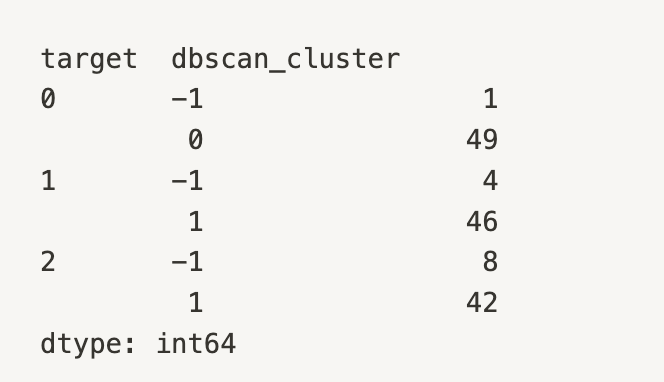 target  dbscan_cluster
0       −1                 1
         0                49
1       −1                 4
         1                46
2       −1                 8
         1                42
dtype: int64